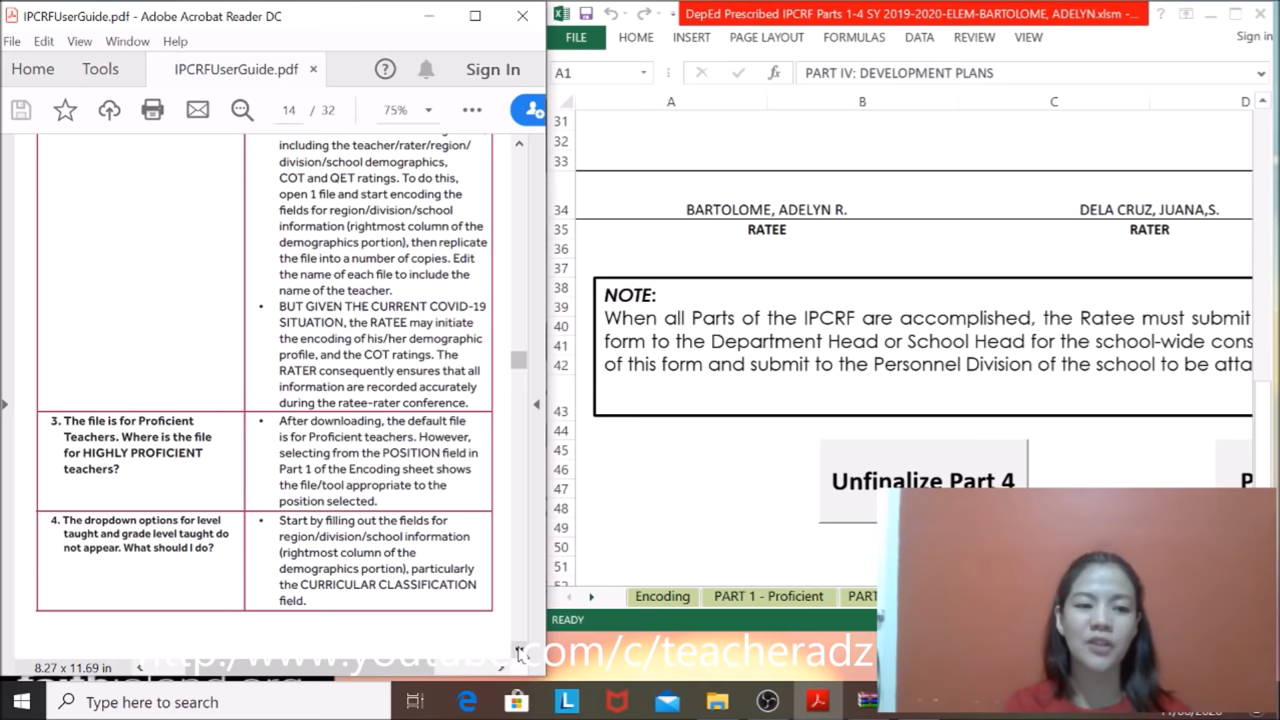 IPCRFUserGuide.pdf - Adobe Acrobat Reader DC
File Edit View Window Help
Home Tools IPCRFUserGuide.pdf × Sign In
14 / 32 75%
including the teacher/rater/region/
division/school demographics,
COT and QET ratings. To do this,
open 1 file and start encoding the
fields for region/division/school
information (rightmost column of the
demographics portion), then replicate
the file into a number of copies. Edit
the name of each file to include the
name of the teacher.
• BUT GIVEN THE CURRENT COVID-19
SITUATION, the RATEE may initiate
the encoding of his/her demographic
profile, and the COT ratings. The
RATER consequently ensures that all
information are recorded accurately
during the ratee-rater conference.
3. The file is for Proficient
Teachers. Where is the file
for HIGHLY PROFICIENT
teachers?
• After downloading, the default file
is for Proficient teachers. However,
selecting from the POSITION field in
Part 1 of the Encoding sheet shows
the file/tool appropriate to the
position selected.
4. The dropdown options for level
taught and grade level taught do
not appear. What should I do?
• Start by filling out the fields for
region/division/school information
(rightmost column of the
demographics portion), particularly
the CURRICULAR CLASSIFICATION
field.
8.27 x 11.69 in
DepEd Prescribed IPCRF Parts 1-4 SY 2019-2020-ELEM-BARTOLOME, ADELYN.xlsm -...
FILE HOME INSERT PAGE LAYOUT FORMULAS DATA REVIEW VIEW Sign in
A1 fx PART IV: DEVELOPMENT PLANS
A B C D
31
32
33
34 BARTOLOME, ADELYN R. DELA CRUZ, JUANA,S.
35 RATEE RATER
36
37
38 NOTE:
39 When all Parts of the IPCRF are accomplished, the Ratee must submit
40
41 form to the Department Head or School Head for the school-wide cons
42 of this form and submit to the Personnel Division of the school to be atta
43
44
45
46 Unfinalize Part 4 P
47
48
49
50
51
Encoding PART 1 - Proficient PART
READY
http://www.youtube.com/c/teacheradz
Type here to search